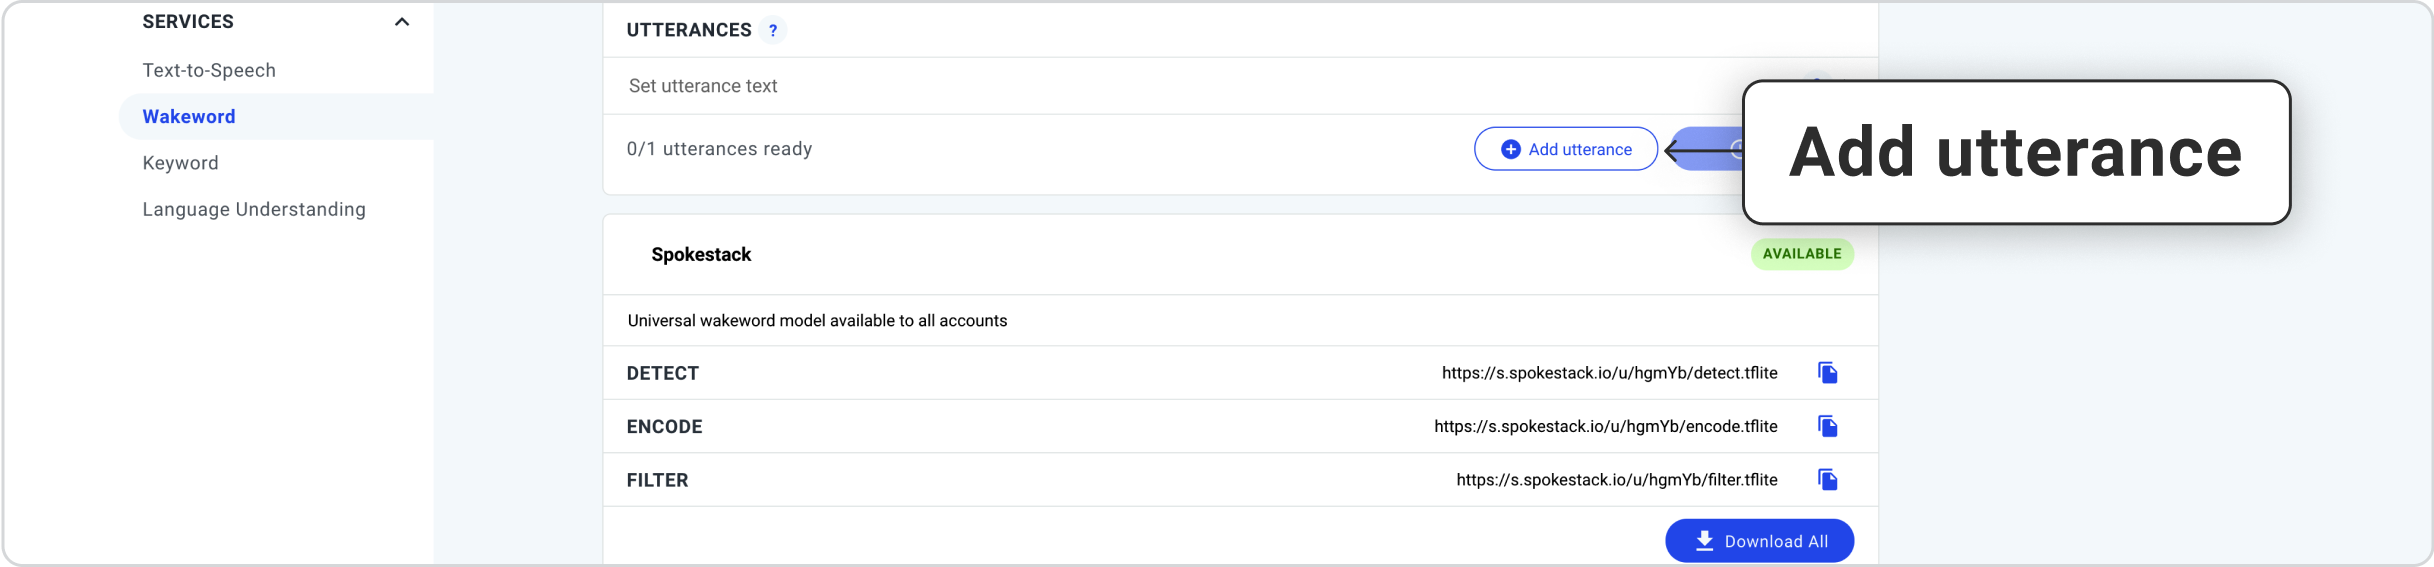 SERVICES
Text-to-Speech
Wakeword
Keyword
Language Understanding
UTTERANCES ?
Set utterance text
0/1 utterances ready
Add utterance
Add utterance
Spokestack
AVAILABLE
Universal wakeword model available to all accounts
DETECT https://s.spokestack.io/u/hgmYb/detect.tflite
ENCODE https://s.spokestack.io/u/hgmYb/encode.tflite
FILTER https://s.spokestack.io/u/hgmYb/filter.tflite
Download All